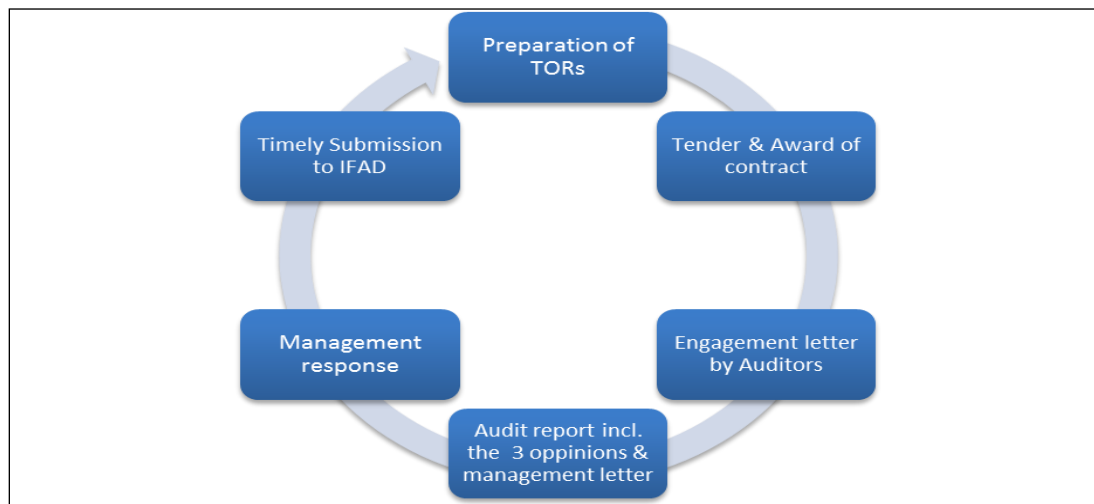 Preparation of
TORs
Tender & Award of
contract
Engagement letter
by Auditors
Audit report incl.
the 3 oppinions &
management letter
Management
response
Timely Submission
to IFAD